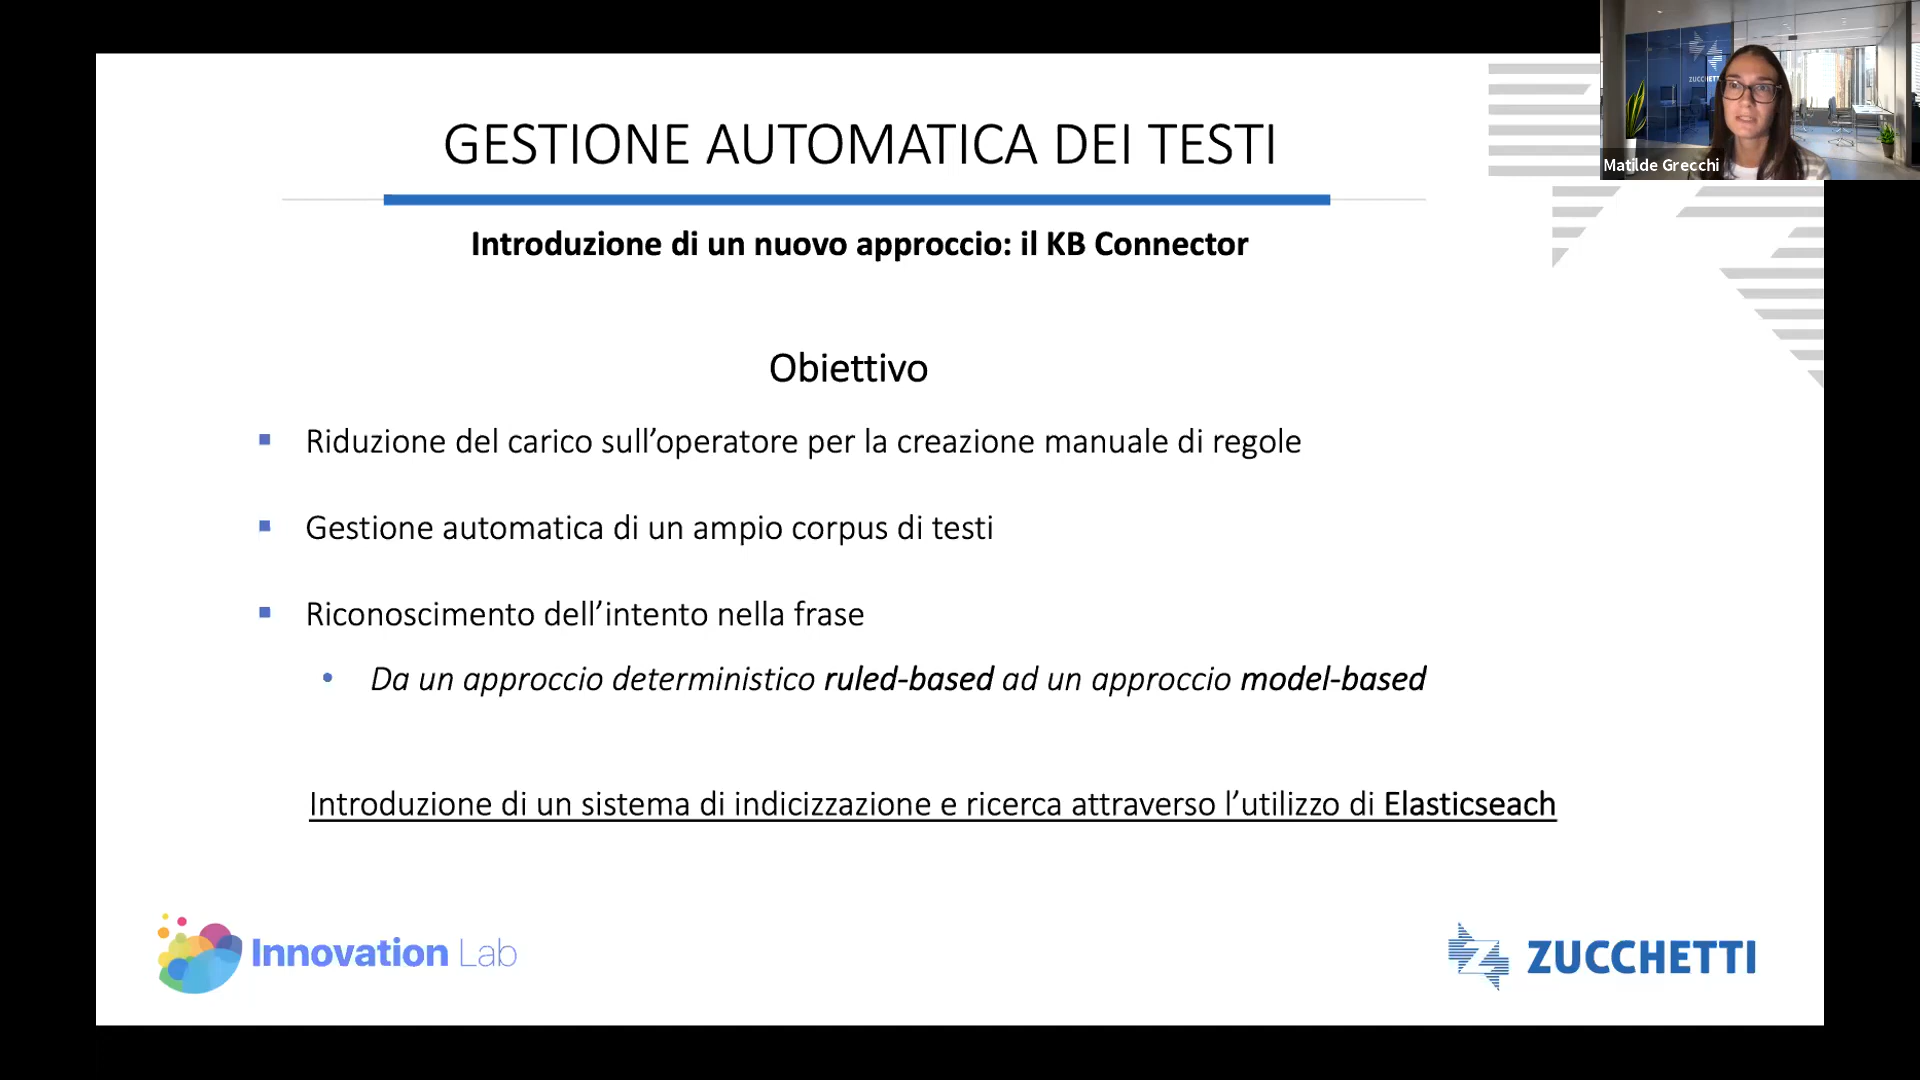 GESTIONE AUTOMATICA DEI TESTI
Introduzione di un nuovo approccio: il KB Connector
Obiettivo
Riduzione del carico sull’operatore per la creazione manuale di regole
Gestione automatica di un ampio corpus di testi
Riconoscimento dell’intento nella frase
Da un approccio deterministico ruled-based ad un approccio model-based
Introduzione di un sistema di indicizzazione e ricerca attraverso l’utilizzo di Elasticseach
Innovation Lab
ZUCCHETTI
Matilde Grecchi